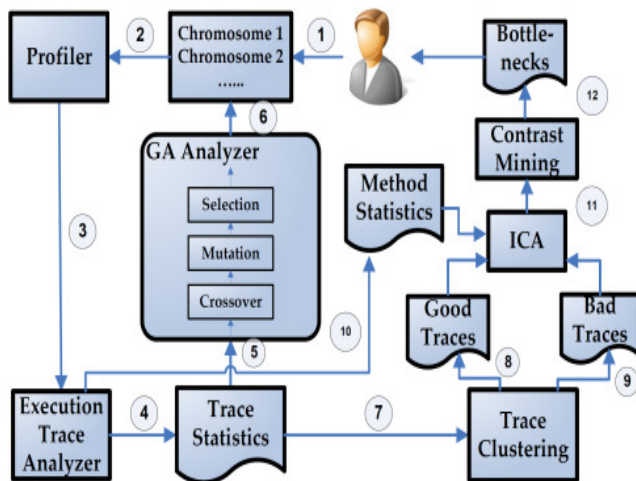 Profiler
2
Chromosome 1
Chromosome 2
......
1
Bottle-
necks
12
6
GA Analyzer
Selection
Mutation
Crossover
3
Method
Statistics
Contrast
Mining
11
ICA
10
Good
Traces
Bad
Traces
5
8
9
Execution
Trace
Analyzer
4
Trace
Statistics
7
Trace
Clustering